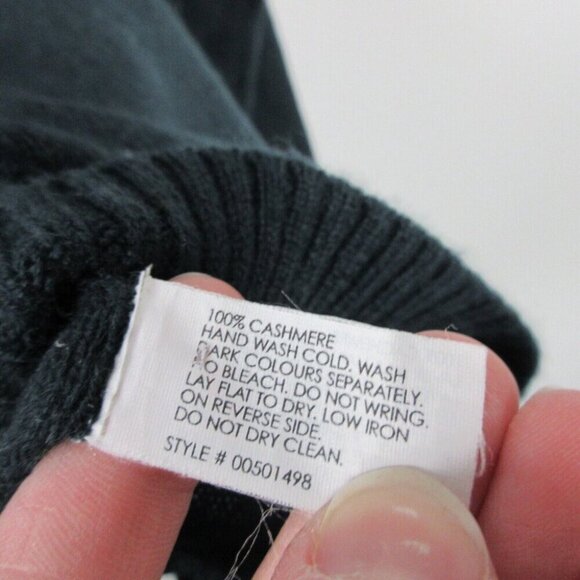 100% CASHMERE
HAND WASH COLD. WASH
DARK COLOURS SEPARATELY.
NO BLEACH. DO NOT WRING.
LAY FLAT TO DRY. LOW IRON
ON REVERSE SIDE.
DO NOT DRY CLEAN.
STYLE # 00501498